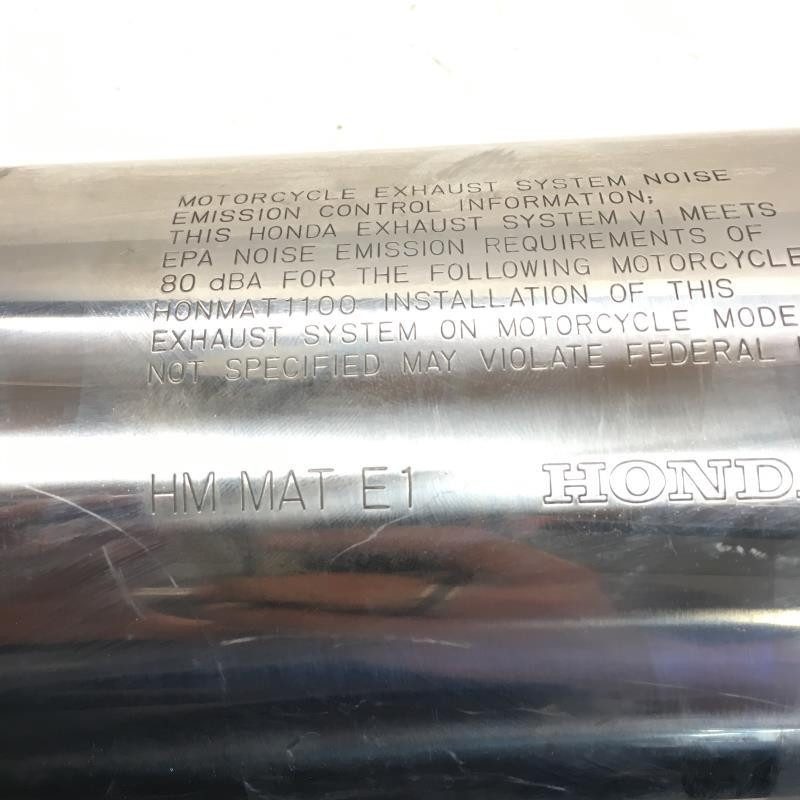 MOTORCYCLE EXHAUST SYSTEM NOISE
EMISSION CONTROL INFORMATION;
THIS HONDA EXHAUST SYSTEM V1 MEETS
EPA NOISE EMISSION REQUIREMENTS OF
80 dBA FOR THE FOLLOWING MOTORCYCLE
HONMAT1100 INSTALLATION OF THIS
EXHAUST SYSTEM ON MOTORCYCLE MODE
NOT SPECIFIED MAY VIOLATE FEDERAL
HM MAT E1 HONDA